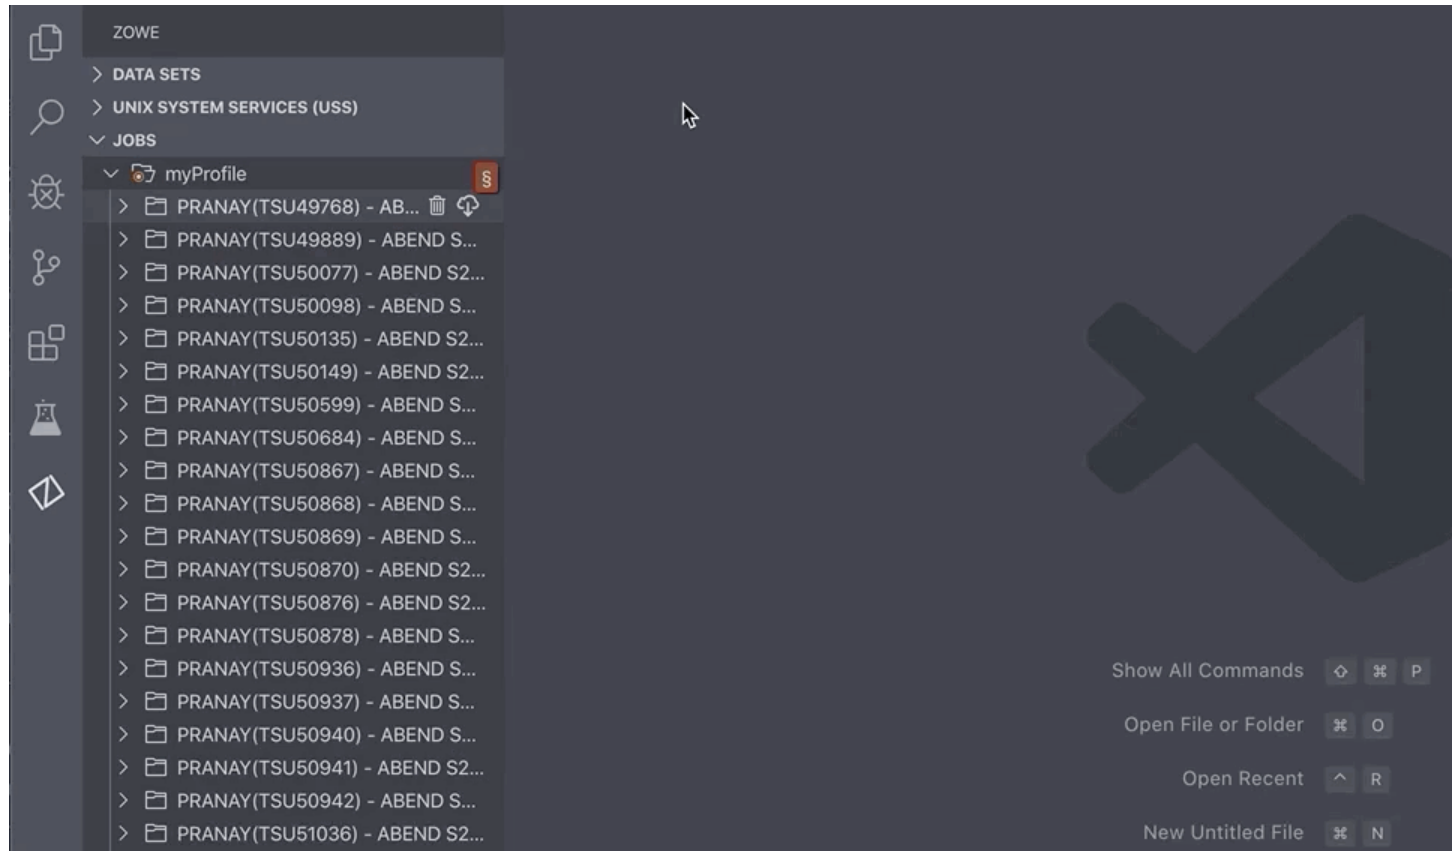 ZOWE
DATA SETS
UNIX SYSTEM SERVICES (USS)
JOBS
myProfile §
PRANAY(TSU49768) - AB...
PRANAY(TSU49889) - ABEND S...
PRANAY(TSU50077) - ABEND S2...
PRANAY(TSU50098) - ABEND S...
PRANAY(TSU50135) - ABEND S2...
PRANAY(TSU50149) - ABEND S2...
PRANAY(TSU50599) - ABEND S...
PRANAY(TSU50684) - ABEND S...
PRANAY(TSU50867) - ABEND S...
PRANAY(TSU50868) - ABEND S...
PRANAY(TSU50869) - ABEND S...
PRANAY(TSU50870) - ABEND S2...
PRANAY(TSU50876) - ABEND S2...
PRANAY(TSU50878) - ABEND S...
PRANAY(TSU50936) - ABEND S...
PRANAY(TSU50937) - ABEND S...
PRANAY(TSU50940) - ABEND S...
PRANAY(TSU50941) - ABEND S2...
PRANAY(TSU50942) - ABEND S...
PRANAY(TSU51036) - ABEND S2...
Show All Commands ⇧ ⌘ P
Open File or Folder ⌘ O
Open Recent ^ R
New Untitled File ⌘ N